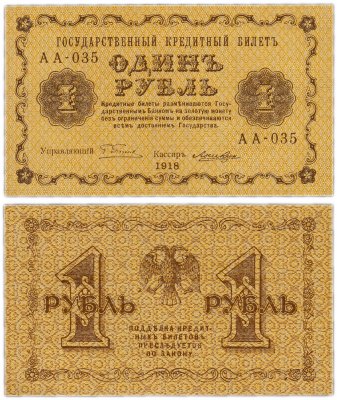 ГОСУДАРСТВЕННЫЙ КРЕДИТНЫЙ БИЛЕТЪ
АА-035
ОДИНЪ
РУБЛЬ
1 1
Кредитные билеты размѣниваются Госу-
дарственнымъ Банкомъ на золотую монету
безъ ограниченія суммы и обезпечиваются
всѣмъ достояніемъ Государства.
АА-035
Управляющій Кассиръ
1918
1 1
РУБЛЬ РУБЛЬ
ПОДДѢЛКА КРЕДИТ-
НЫХЪ БИЛЕТОВЪ
ПРЕСЛѢДУЕТСЯ
ПО ЗАКОНУ.